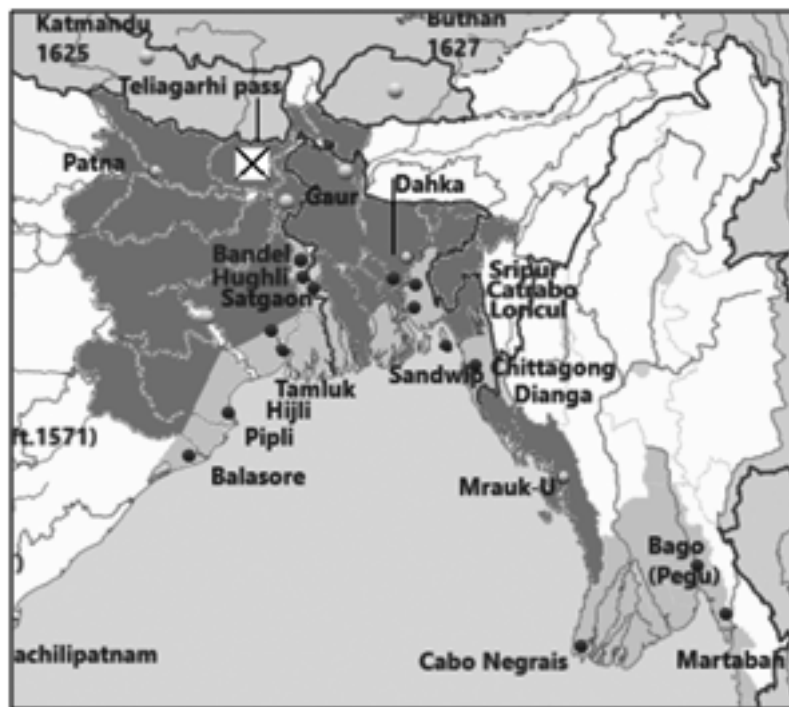 Katmandu
1625
Buthan
1627
Teliagarhi pass
Patna
Gaur
Dahka
Bandel
Hughli
Satgaon
Sripur
Catrabo
Loricul
Sandwip
Chittagong
Dianga
Tamluk
Hijli
ft.1571)
Pipli
Balasore
Mrauk-U
Bago
(Pegu)
)
achilipatnam
Cabo Negrais
Martaban